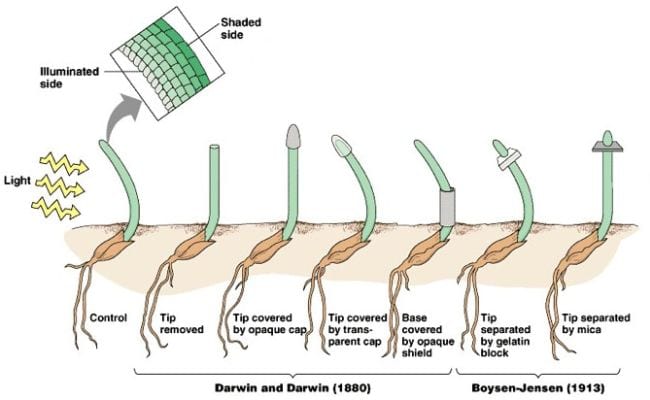 Shaded
side
Illuminated
side
Light
Control
Tip
removed
Tip covered
by opaque cap
Tip covered
by trans-
parent cap
Base
covered
by opaque
shield
Tip
separated
by gelatin
block
Tip separated
by mica
Darwin and Darwin (1880)
Boysen-Jensen (1913)